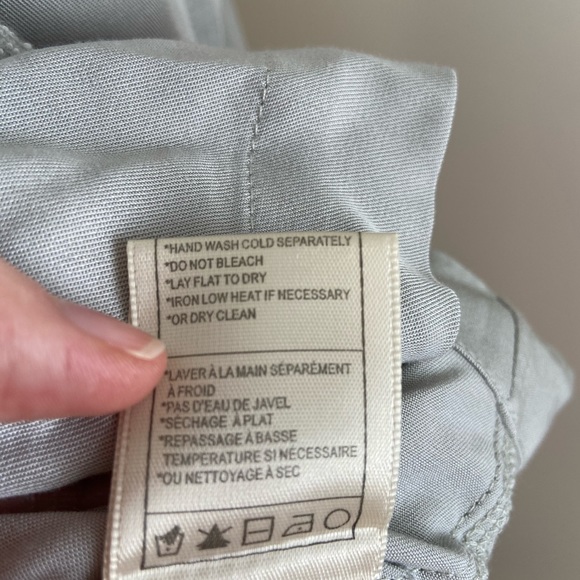 *HAND WASH COLD SEPARATELY
*DO NOT BLEACH
*LAY FLAT TO DRY
*IRON LOW HEAT IF NECESSARY
*OR DRY CLEAN
*LAVER À LA MAIN SÉPARÉMENT
À FROID
*PAS D'EAU DE JAVEL
*SÉCHAGE À PLAT
*REPASSAGE À BASSE
TEMPERATURE SI NÉCESSAIRE
*OU NETTOYAGE À SEC